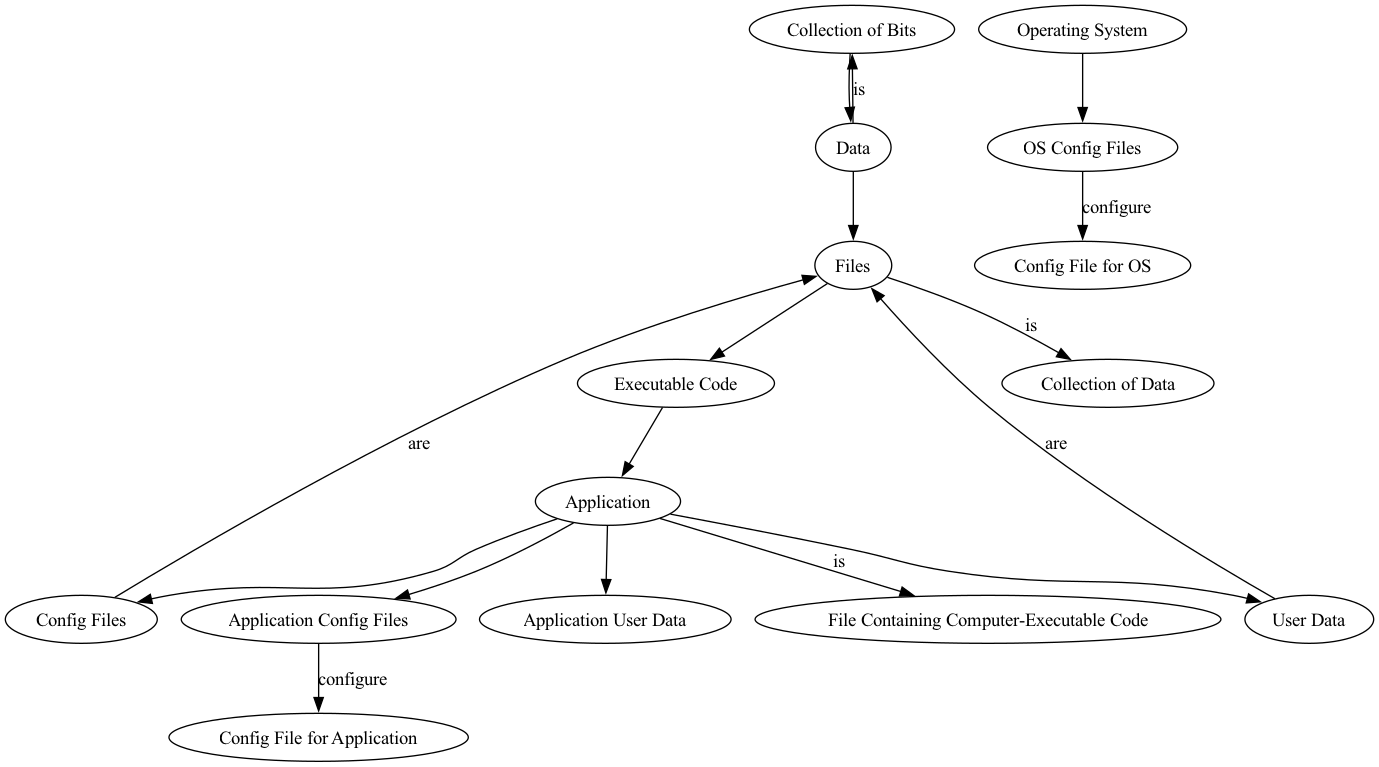 Collection of Bits
Operating System
is
Data
OS Config Files
configure
Files
Config File for OS
is
Executable Code
Collection of Data
are
are
Application
is
Config Files
Application Config Files
Application User Data
File Containing Computer-Executable Code
User Data
configure
Config File for Application